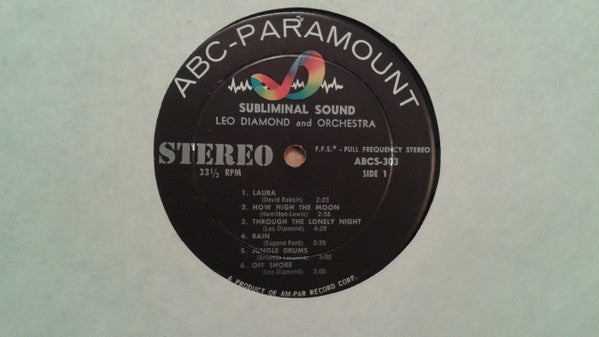 ABC-PARAMOUNT
SUBLIMINAL SOUND
LEO DIAMOND and ORCHESTRA
STEREO
33 1/3 RPM
F.F.S.® - FULL FREQUENCY STEREO
ABCS-303
SIDE 1
1. LAURA
(David Raksin) 2:23
2. HOW HIGH THE MOON
(Hamilton-Lewis) 2:58
3. THROUGH THE LONELY NIGHT
(Leo Diamond) 4:20
4. RAIN
(Eugene Ford) 2:35
5. JUNGLE DRUMS
3:00
6. OFF SHORE
(Leo Diamond) 3:00
A PRODUCT OF AM-PAR RECORD CORP.